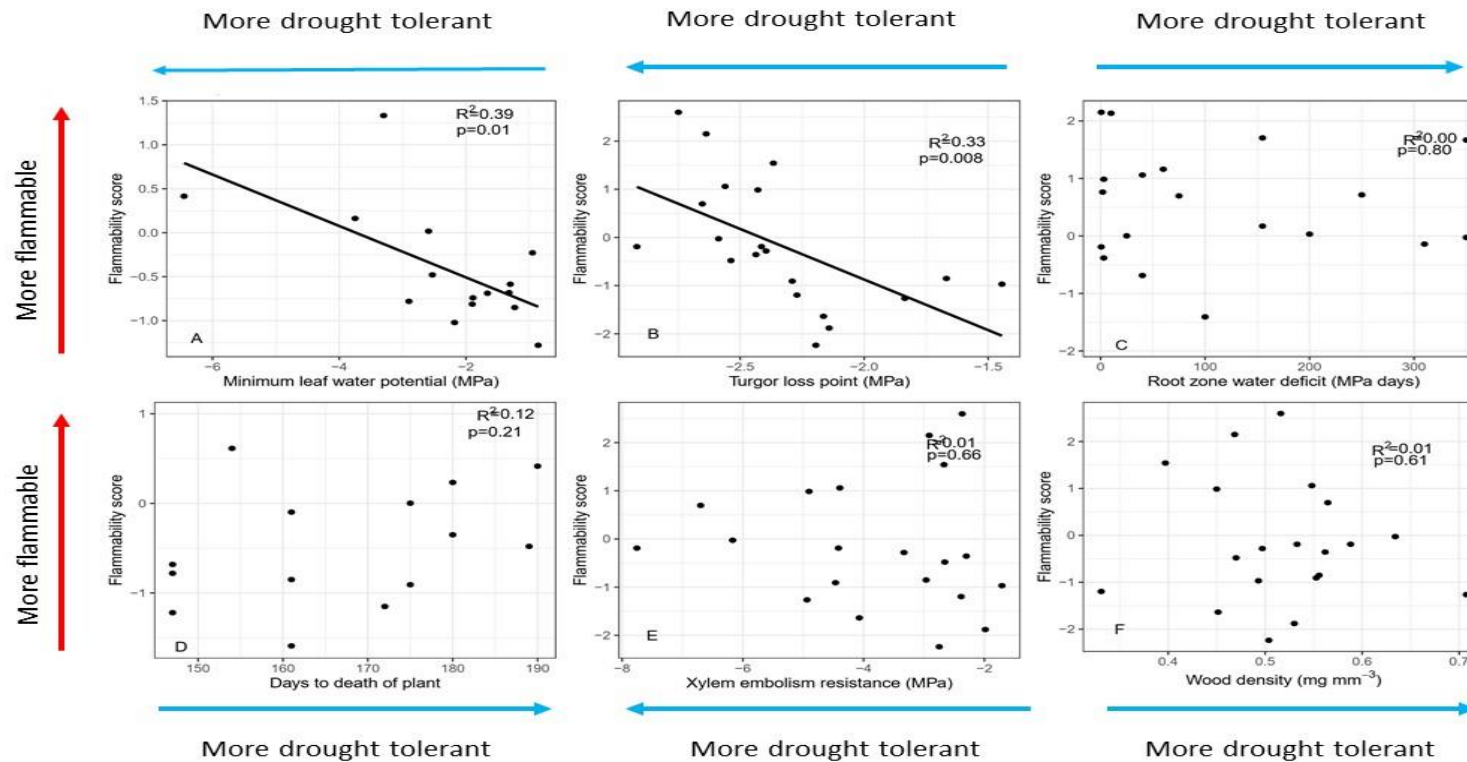 More drought tolerant
More drought tolerant
More drought tolerant
More flammable
Flammability score
1.5
1.0
0.5
0.0
−0.5
−1.0
R²=0.39
p=0.01
A
−6
−4
−2
Minimum leaf water potential (MPa)
Flammability score
2
1
0
−1
−2
R²=0.33
p=0.008
B
−2.5
−2.0
−1.5
Turgor loss point (MPa)
Flammability score
2
1
0
−1
−2
R²=0.00
p=0.80
C
0
100
200
300
Root zone water deficit (MPa days)
More flammable
Flammability score
1
0
−1
R²=0.12
p=0.21
D
150
160
170
180
190
Days to death of plant
Flammability score
2
1
0
−1
−2
R²=0.01
p=0.66
E
−8
−6
−4
−2
Xylem embolism resistance (MPa)
Flammability score
2
1
0
−1
−2
R²=0.01
p=0.61
F
0.4
0.5
0.6
0.7
Wood density (mg mm⁻³)
More drought tolerant
More drought tolerant
More drought tolerant